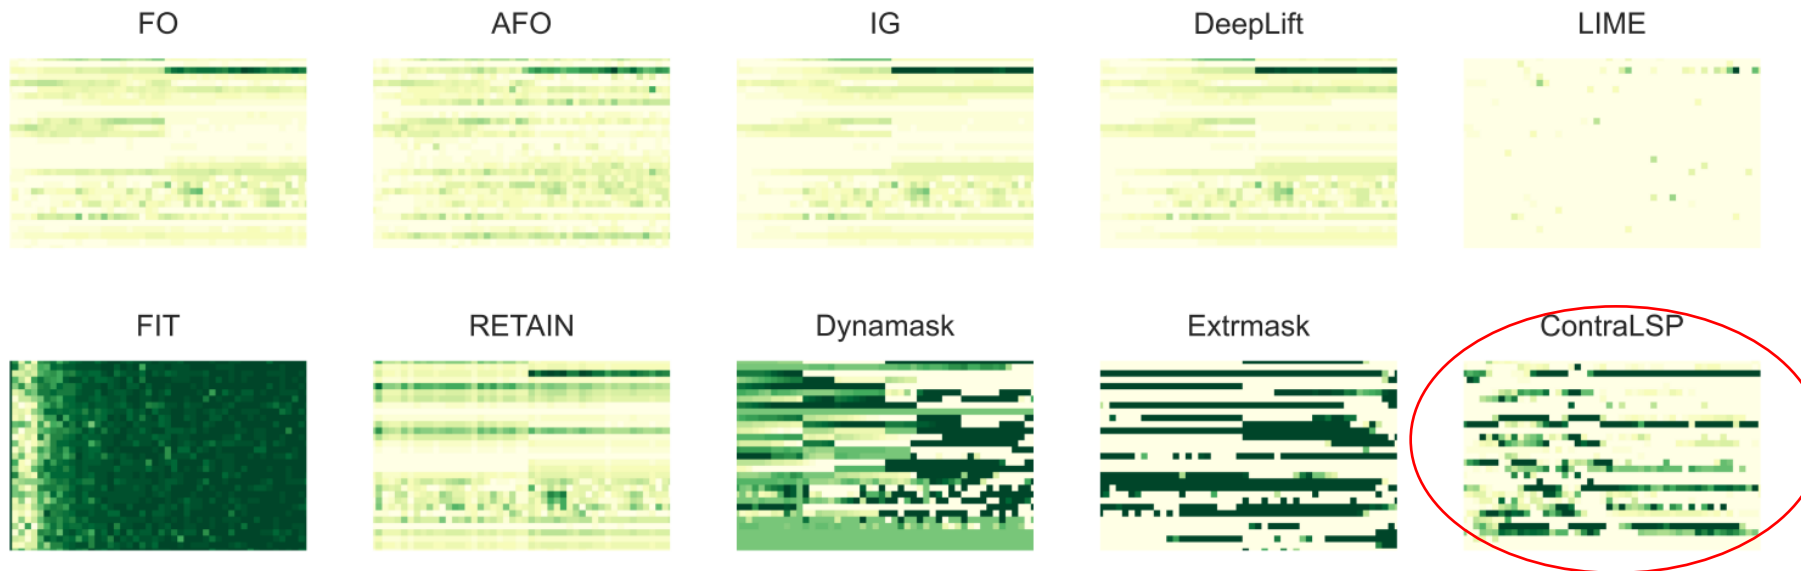 FO
AFO
IG
DeepLift
LIME
FIT
RETAIN
Dynamask
Extrmask
ContraLSP